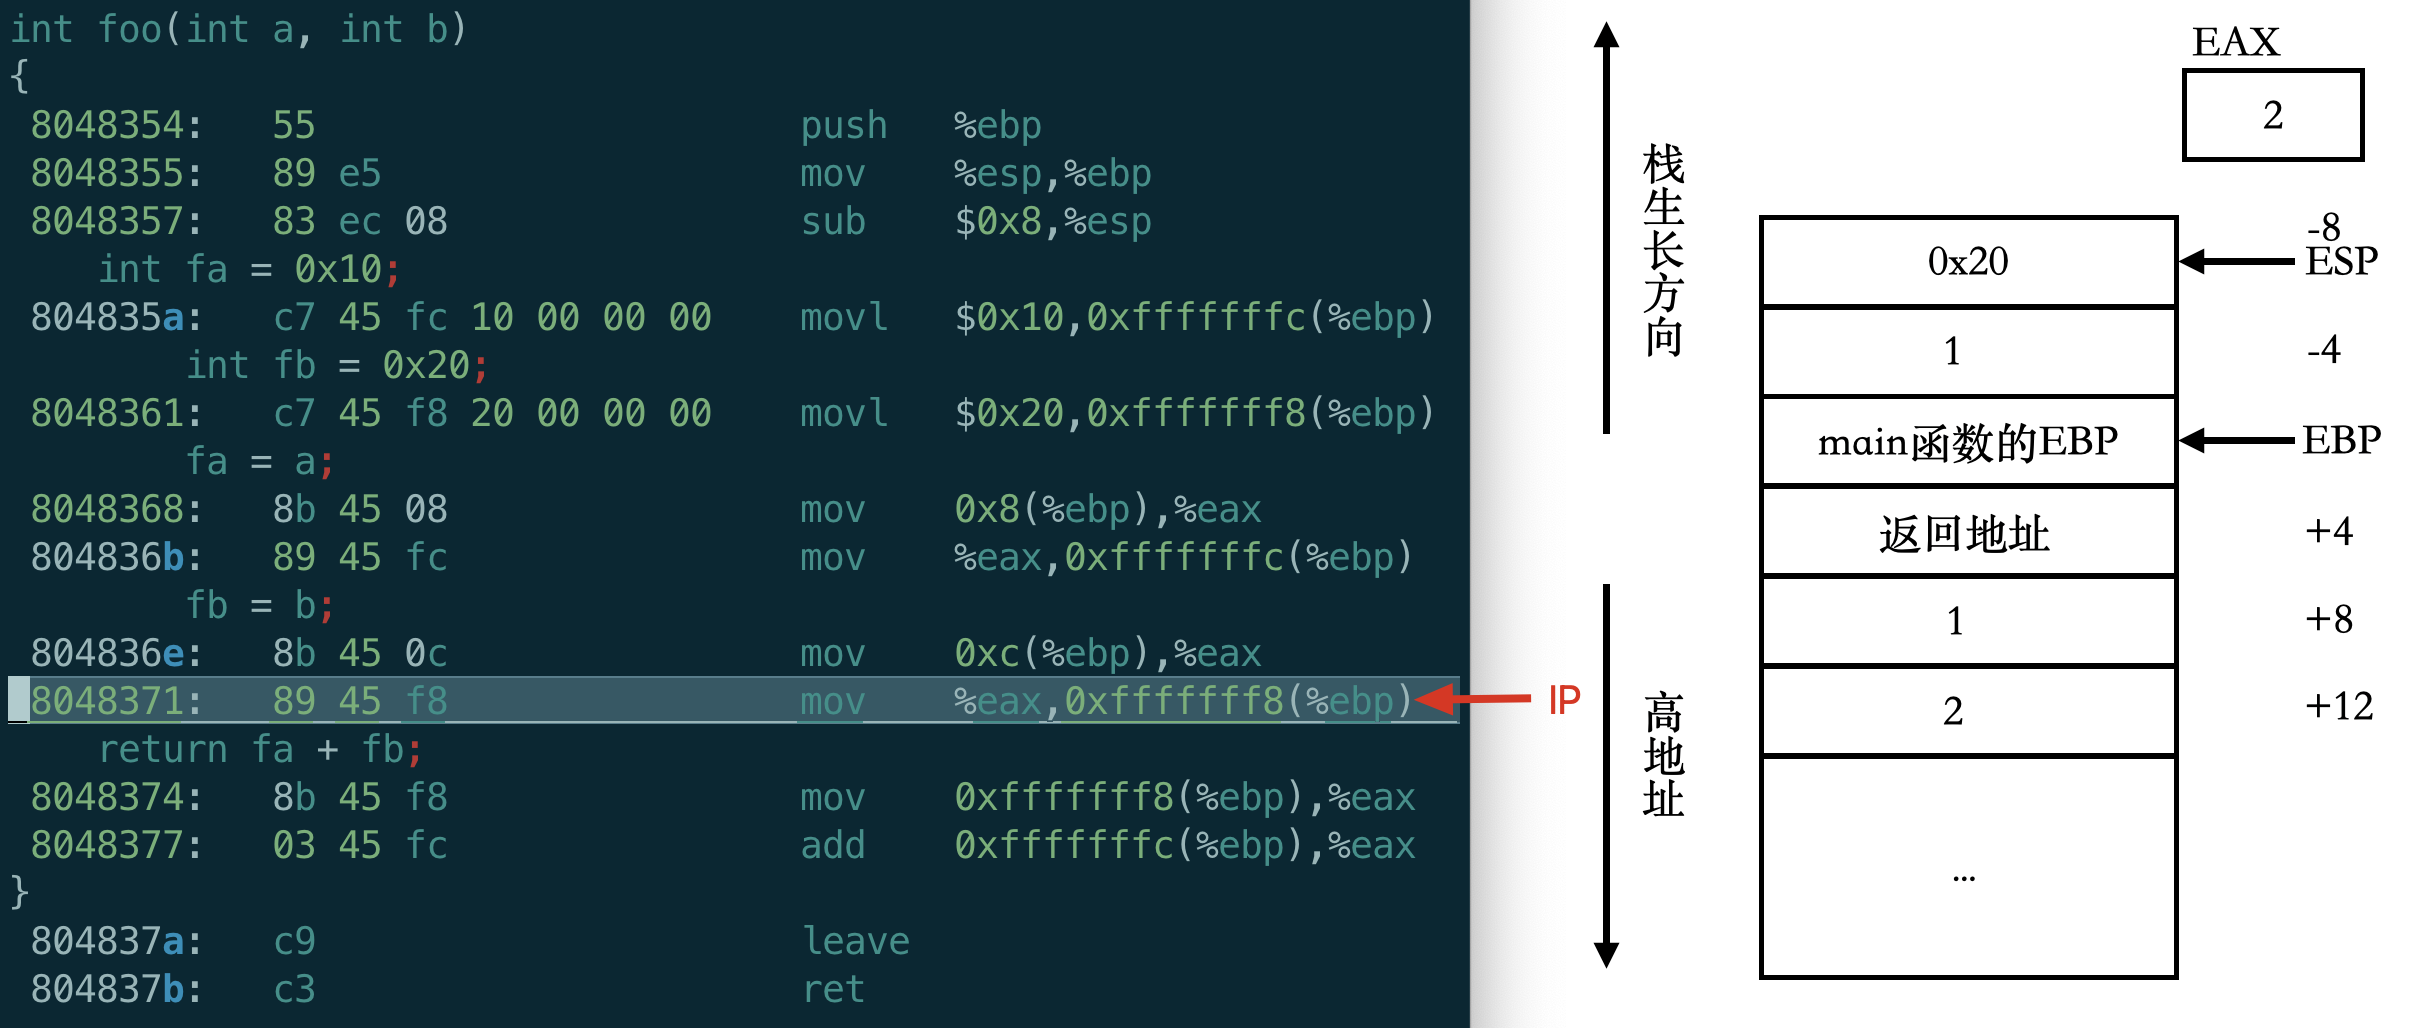 int foo(int a, int b)
{
8048354: 55 push %ebp
8048355: 89 e5 mov %esp,%ebp
8048357: 83 ec 08 sub $0x8,%esp
int fa = 0x10;
804835a: c7 45 fc 10 00 00 00 movl $0x10,0xfffffffc(%ebp)
int fb = 0x20;
8048361: c7 45 f8 20 00 00 00 movl $0x20,0xfffffff8(%ebp)
fa = a;
8048368: 8b 45 08 mov 0x8(%ebp),%eax
804836b: 89 45 fc mov %eax,0xfffffffc(%ebp)
fb = b;
804836e: 8b 45 0c mov 0xc(%ebp),%eax
8048371: 89 45 f8 mov %eax,0xfffffff8(%ebp)
return fa + fb;
8048374: 8b 45 f8 mov 0xfffffff8(%ebp),%eax
8048377: 03 45 fc add 0xfffffffc(%ebp),%eax
}
804837a: c9 leave
804837b: c3 ret
IP
栈生长方向
高地址
EAX
2
0x20
-8
ESP
1
-4
main函数的EBP
EBP
返回地址
+4
1
+8
2
+12
...